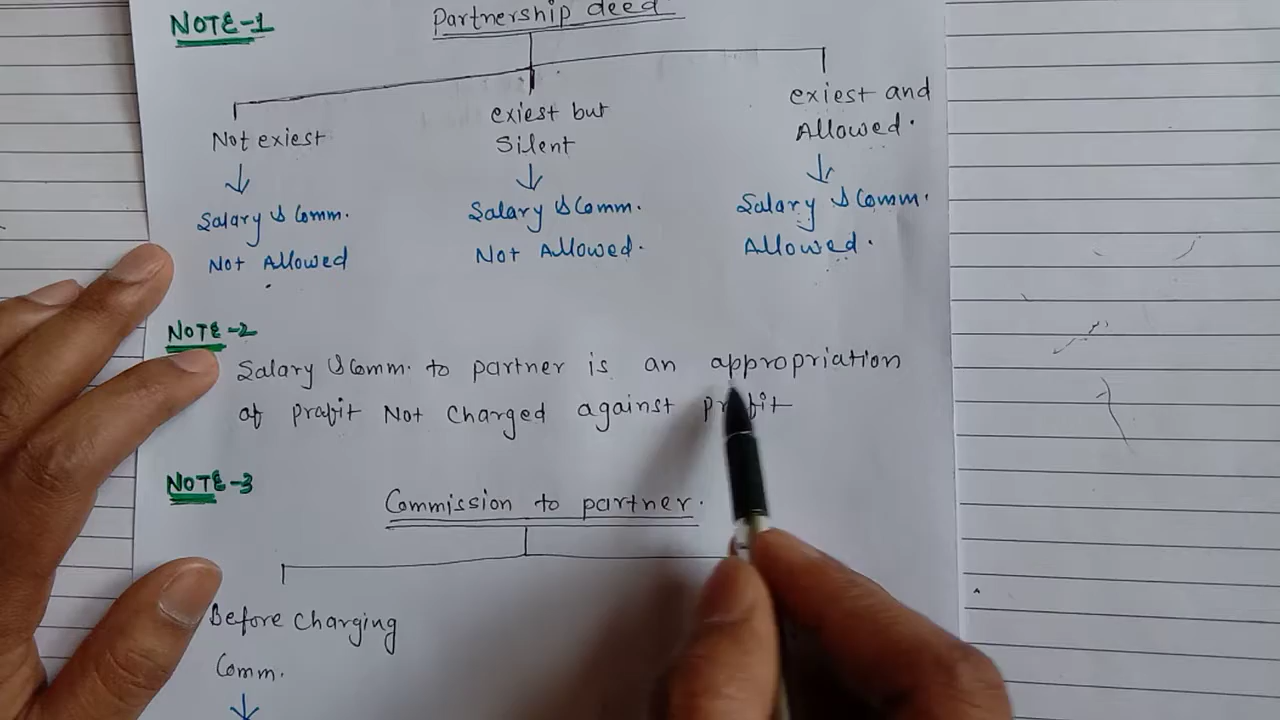 NOTE-1
Partnership deed
Not exiest
exiest but
Silent
exiest and
Allowed.
Salary & Comm.
Not Allowed
Salary & Comm.
Not Allowed.
Salary & Comm.
Allowed.
NOTE-2
Salary & Comm. to partner is an appropriation
of profit Not Charged against profit
NOTE-3
Commission to partner.
Before Charging
Comm.